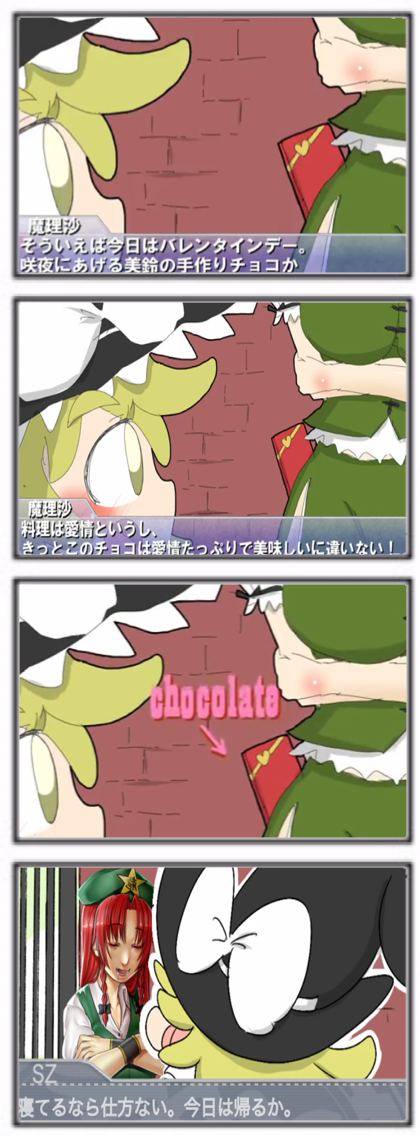 魔理沙
そういえば今日はバレンタインデー。
咲夜にあげる美鈴の手作りチョコか
魔理沙
料理は愛情というし、
きっとこのチョコは愛情たっぷりで美味しいに違いない！
chocolate
SZ
寝てるなら仕方ない。今日は帰るか。